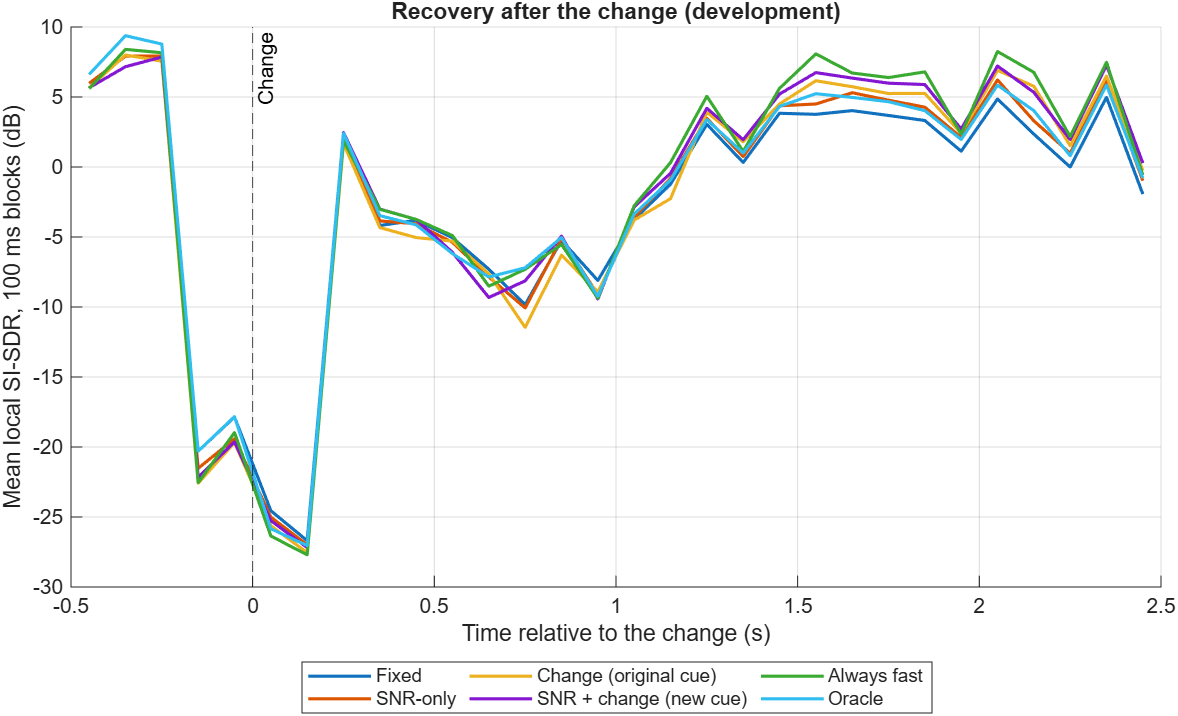 Recovery after the change (development)
Mean local SI-SDR, 100 ms blocks (dB)
10
5
0
-5
-10
-15
-20
-25
-30
Change
-0.5
0
0.5
1
1.5
2
2.5
Time relative to the change (s)
Fixed
Change (original cue)
Always fast
SNR-only
SNR + change (new cue)
Oracle